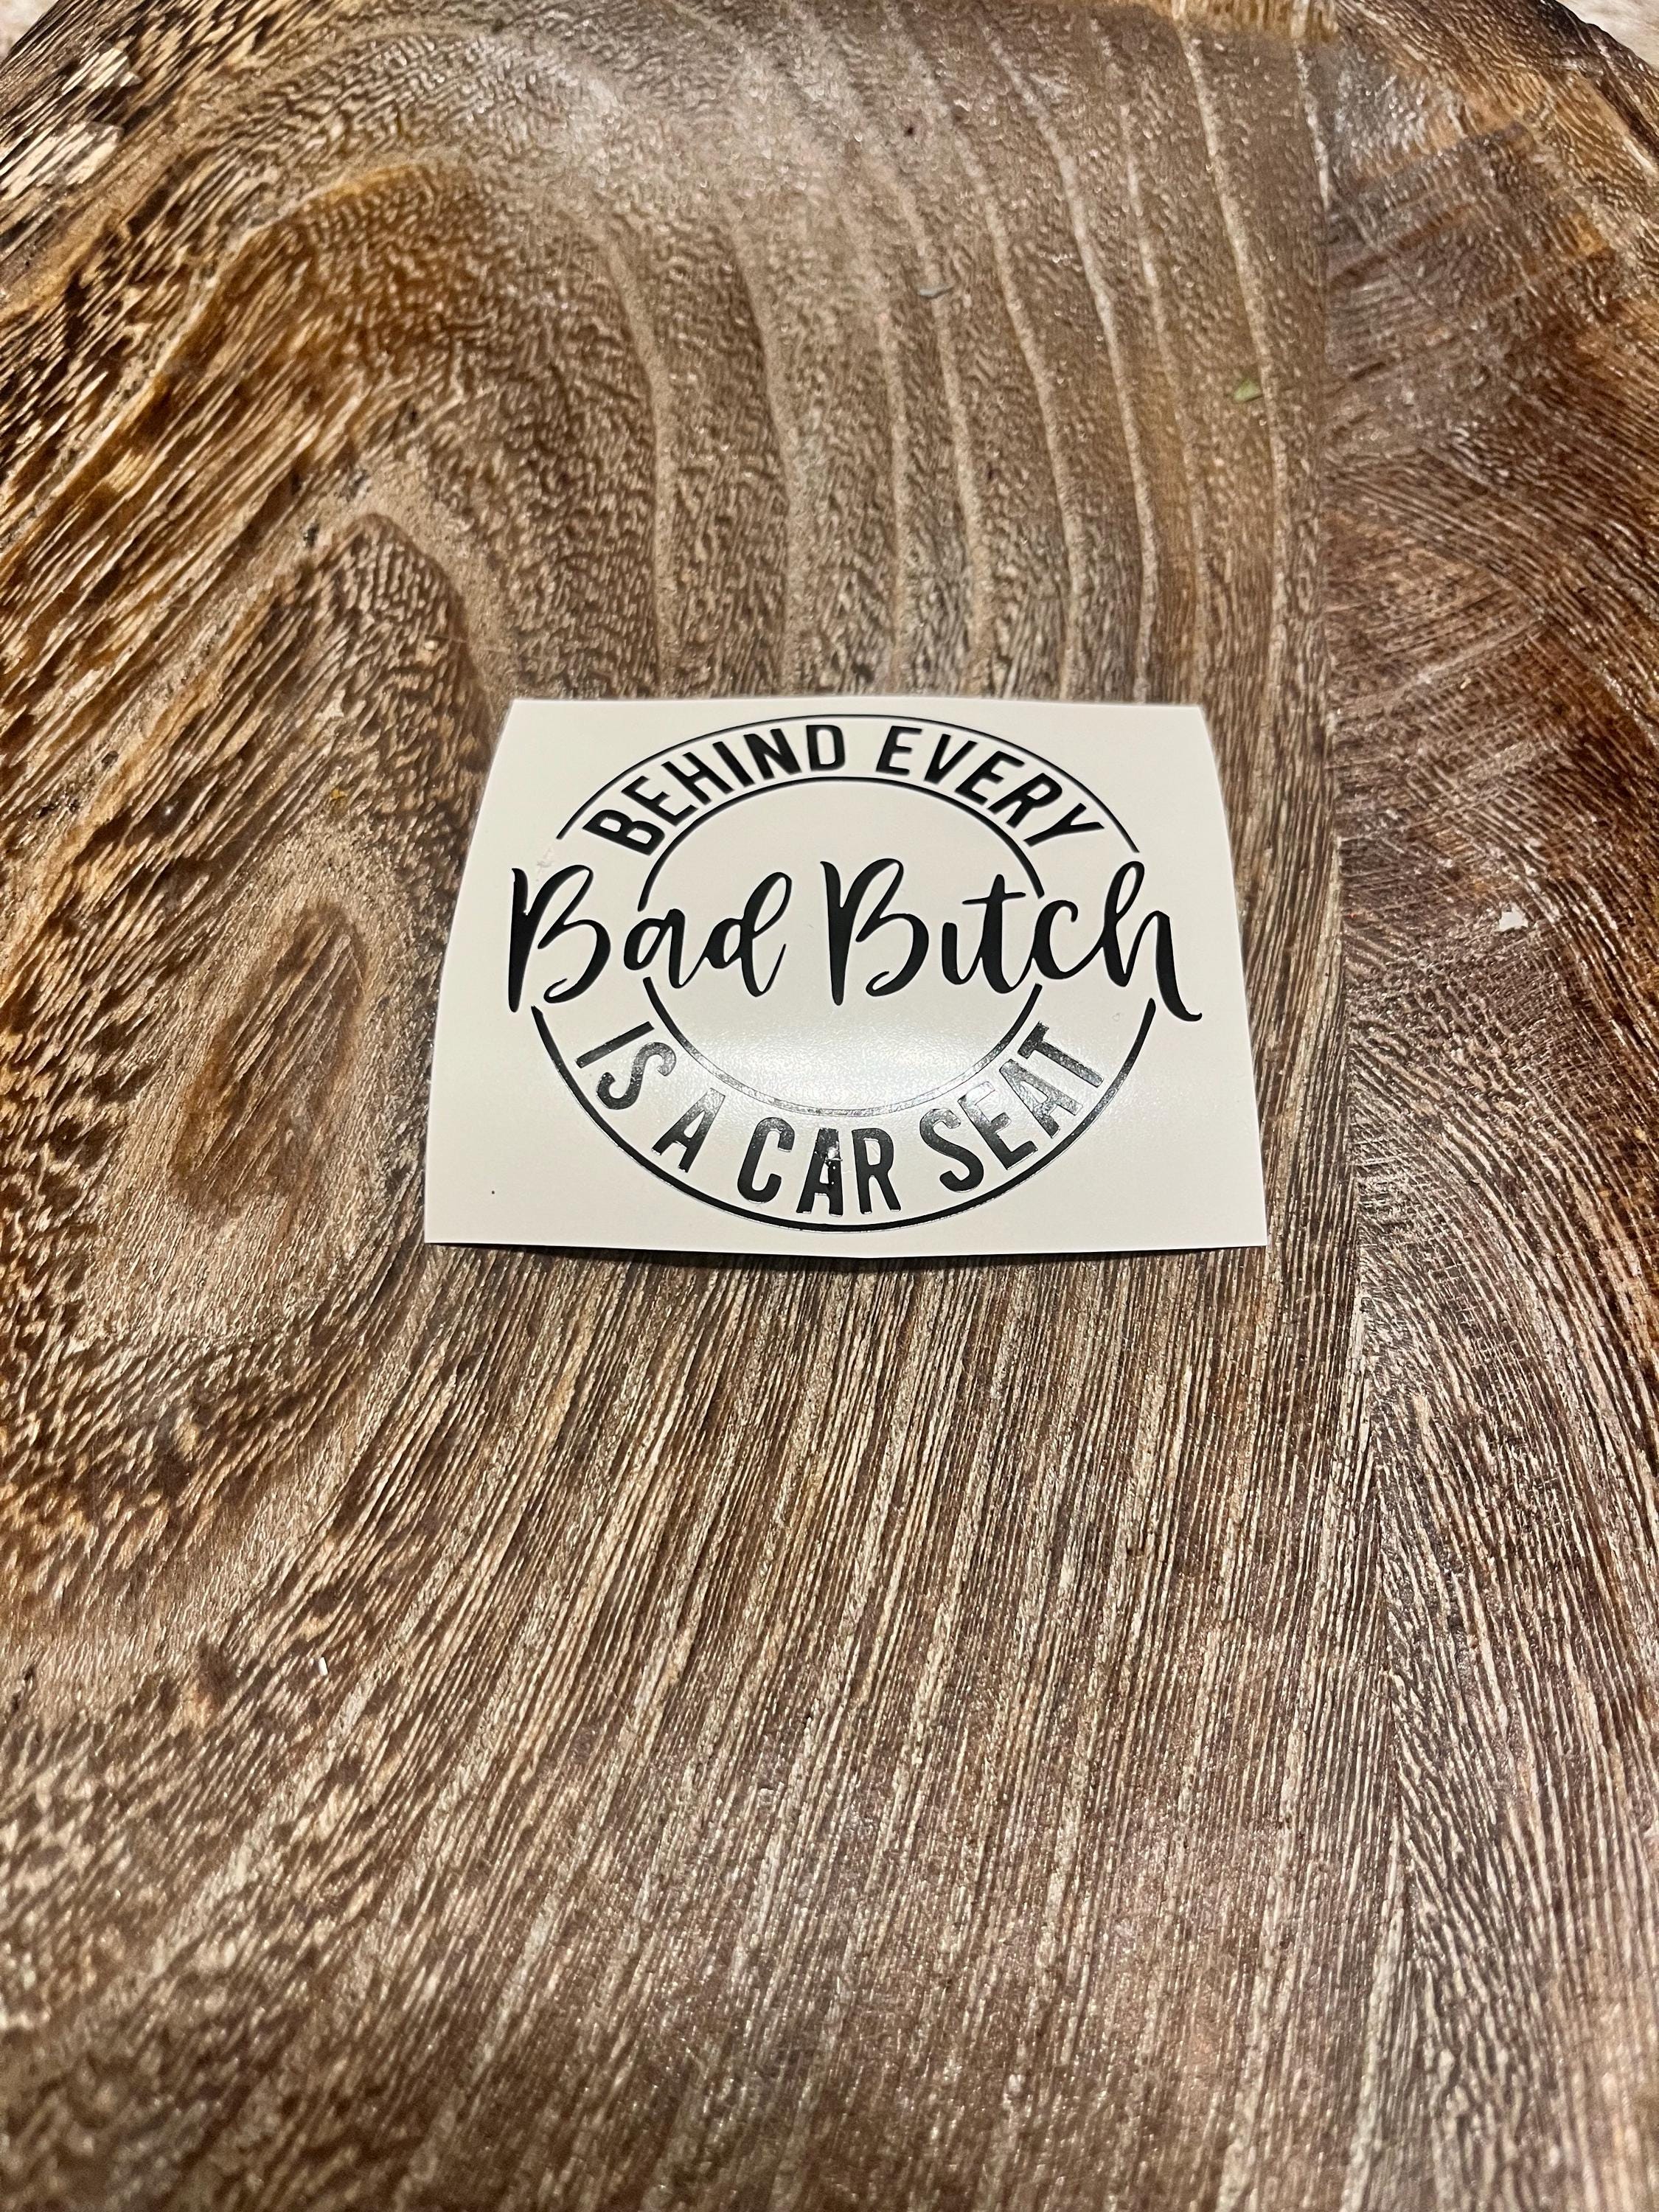 BEHIND EVERY
Bad Bitch
IS A CAR SEAT